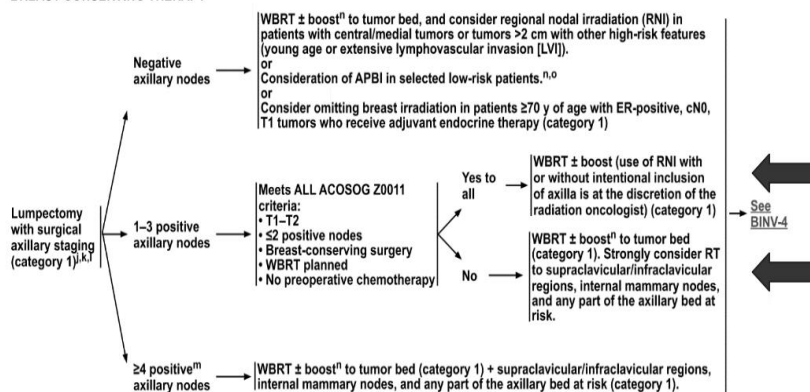 WBRT ± boostⁿ to tumor bed, and consider regional nodal irradiation (RNI) in
patients with central/medial tumors or tumors >2 cm with other high-risk features
(young age or extensive lymphovascular invasion [LVI]).
or
Consideration of APBI in selected low-risk patients.ⁿ,ᵒ
or
Consider omitting breast irradiation in patients ≥70 y of age with ER-positive, cN0,
T1 tumors who receive adjuvant endocrine therapy (category 1)
Negative
axillary nodes
Lumpectomy
with surgical
axillary staging
(category 1)ʲ,ᵏ,ˡ
1–3 positive
axillary nodes
Meets ALL ACOSOG Z0011
criteria:
• T1–T2
• ≤2 positive nodes
• Breast-conserving surgery
• WBRT planned
• No preoperative chemotherapy
Yes to
all
WBRT ± boost (use of RNI with
or without intentional inclusion
of axilla is at the discretion of the
radiation oncologist) (category 1)
No
WBRT ± boostⁿ to tumor bed
(category 1). Strongly consider RT
to supraclavicular/infraclavicular
regions, internal mammary nodes,
and any part of the axillary bed at
risk.
See
BINV-4
≥4 positiveᵐ
axillary nodes
WBRT ± boostⁿ to tumor bed (category 1) + supraclavicular/infraclavicular regions,
internal mammary nodes, and any part of the axillary bed at risk (category 1).